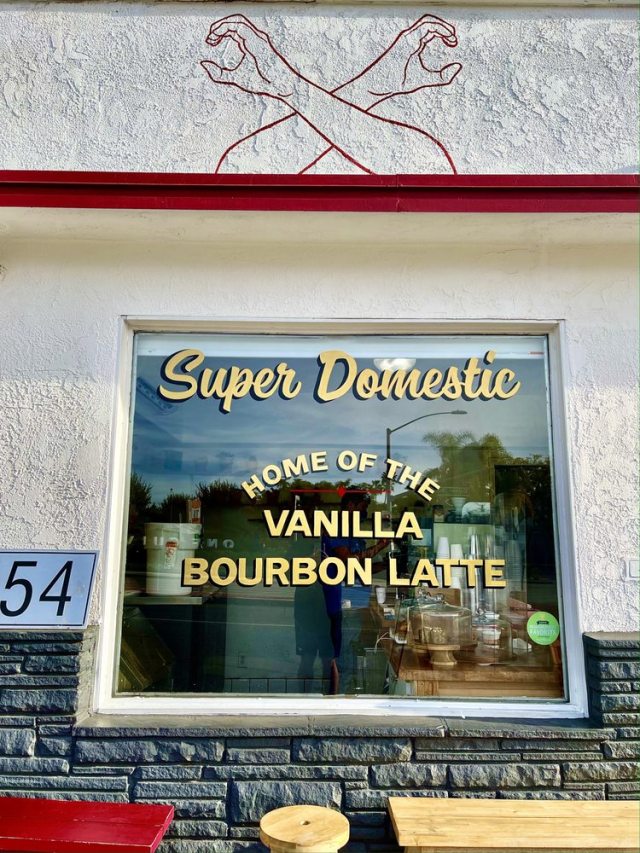 Super Domestic
HOME OF THE
VANILLA
BOURBON LATTE
54